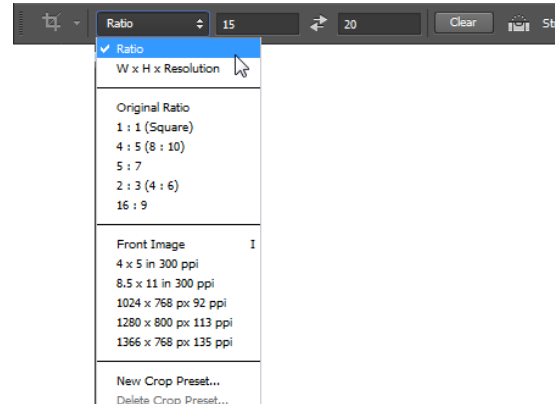 Ratio 15 20 Clear St
Ratio
W x H x Resolution
Original Ratio
1 : 1 (Square)
4 : 5 (8 : 10)
5 : 7
2 : 3 (4 : 6)
16 : 9
Front Image I
4 x 5 in 300 ppi
8.5 x 11 in 300 ppi
1024 x 768 px 92 ppi
1280 x 800 px 113 ppi
1366 x 768 px 135 ppi
New Crop Preset...
Delete Crop Preset...